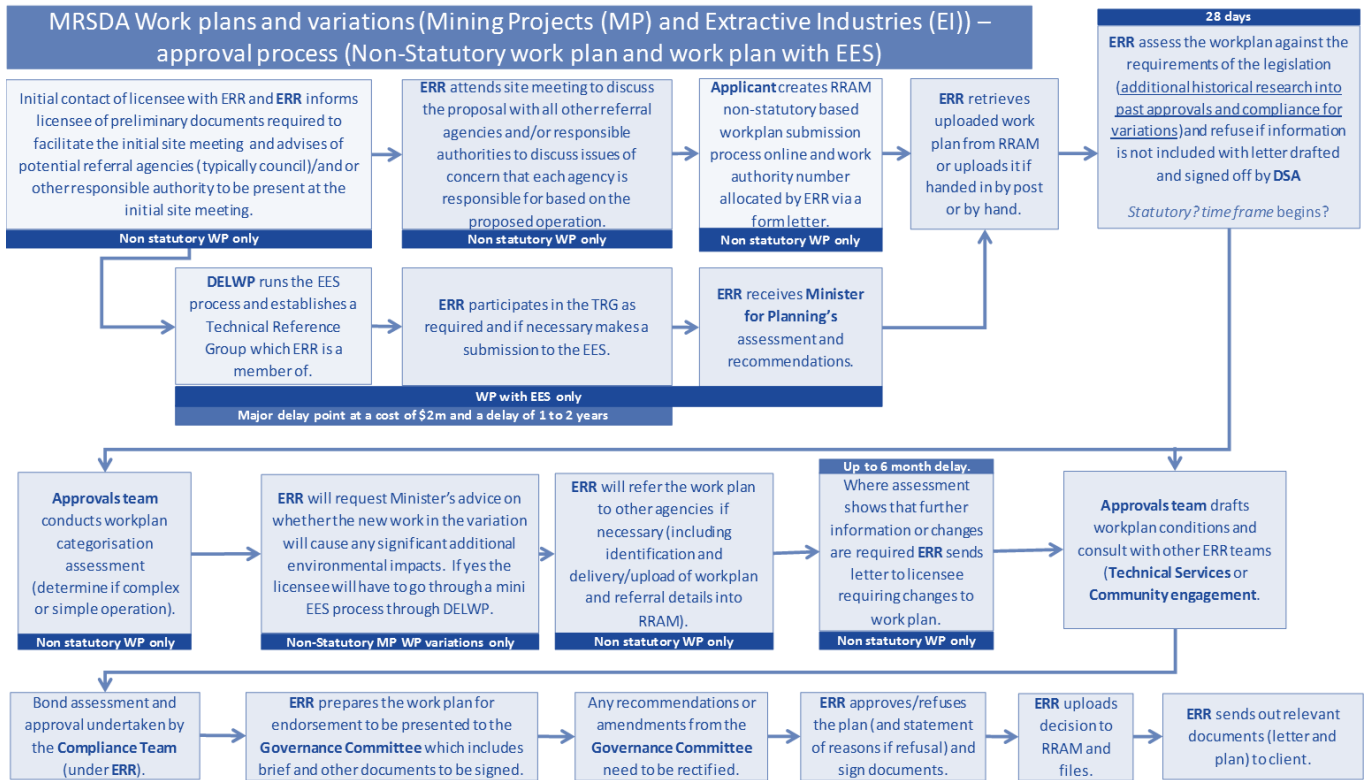 MRSDA Work plans and variations (Mining Projects (MP) and Extractive Industries (EI)) –
approval process (Non-Statutory work plan and work plan with EES)
Initial contact of licensee with ERR and ERR informs
licensee of preliminary documents required to
facilitate the initial site meeting and advises of
potential referral agencies (typically council)/and or
other responsible authority to be present at the
initial site meeting.
Non statutory WP only
ERR attends site meeting to discuss
the proposal with all other referral
agencies and/or responsible
authorities to discuss issues of
concern that each agency is
responsible for based on the
proposed operation.
Non statutory WP only
Applicant creates RRAM
non-statutory based
workplan submission
process online and work
authority number
allocated by ERR via a
form letter.
Non statutory WP only
ERR retrieves
uploaded work
plan from RRAM
or uploads it if
handed in by post
or by hand.
28 days
ERR assess the workplan against the
requirements of the legislation
(additional historical research into
past approvals and compliance for
variations)and refuse if information
is not included with letter drafted
and signed off by DSA
Statutory? time frame begins?
DELWP runs the EES
process and establishes a
Technical Reference
Group which ERR is a
member of.
ERR participates in the TRG as
required and if necessary makes a
submission to the EES.
ERR receives Minister
for Planning's
assessment and
recommendations.
WP with EES only
Major delay point at a cost of $2m and a delay of 1 to 2 years
Approvals team
conducts workplan
categorisation
assessment
(determine if complex
or simple operation).
Non statutory WP only
ERR will request Minister's advice on
whether the new work in the variation
will cause any significant additional
environmental impacts. If yes the
licensee will have to go through a mini
EES process through DELWP.
Non-Statutory MP WP variations only
ERR will refer the work plan
to other agencies if
necessary (including
identification and
delivery/upload of workplan
and referral details into
RRAM).
Non statutory WP only
Up to 6 month delay.
Where assessment
shows that further
information or changes
are required ERR sends
letter to licensee
requiring changes to
work plan.
Non statutory WP only
Approvals team drafts
workplan conditions and
consult with other ERR teams
(Technical Services or
Community engagement.
Bond assessment and
approval undertaken by
the Compliance Team
(under ERR).
ERR prepares the work plan for
endorsement to be presented to the
Governance Committee which includes
brief and other documents to be signed.
Any recommendations or
amendments from the
Governance Committee
need to be rectified.
ERR approves/refuses
the plan (and statement
of reasons if refusal) and
sign documents.
ERR uploads
decision to
RRAM and
files.
ERR sends out relevant
documents (letter and
plan) to client.